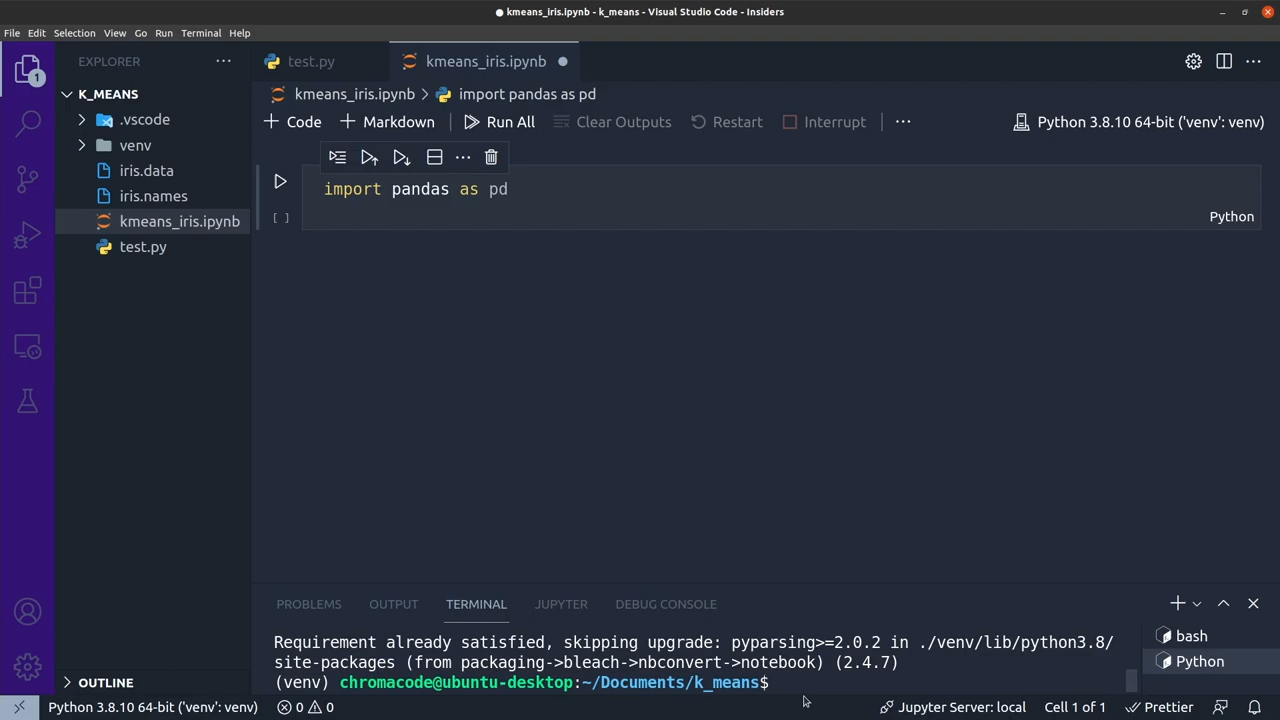 kmeans_iris.ipynb - k_means - Visual Studio Code - Insiders
File Edit Selection View Go Run Terminal Help
EXPLORER
test.py
kmeans_iris.ipynb
K_MEANS
kmeans_iris.ipynb
import pandas as pd
Code
Markdown
Run All
Clear Outputs
Restart
Interrupt
Python 3.8.10 64-bit ('venv': venv)
.vscode
venv
iris.data
iris.names
kmeans_iris.ipynb
test.py
1
import pandas as pd
[ ]
Python
PROBLEMS OUTPUT TERMINAL JUPYTER DEBUG CONSOLE
Requirement already satisfied, skipping upgrade: pyparsing>=2.0.2 in ./venv/lib/python3.8/
site-packages (from packaging->bleach->nbconvert->notebook) (2.4.7)
(venv) chromacode@ubuntu-desktop:~/Documents/k_means$
bash
Python
OUTLINE
Python 3.8.10 64-bit ('venv': venv)
0
0
Jupyter Server: local
Cell 1 of 1
Prettier